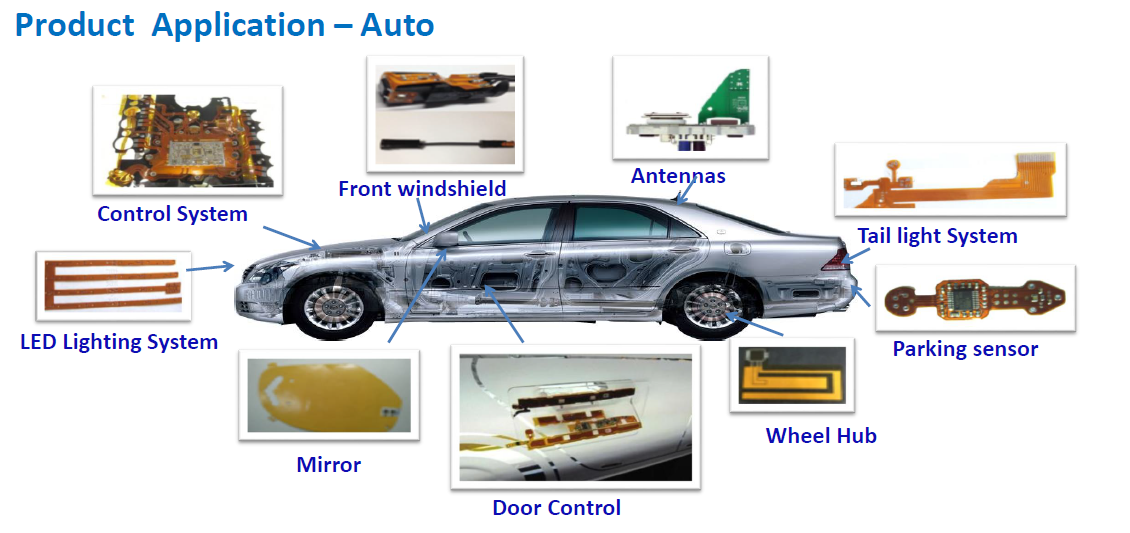 Product Application – Auto
Front windshield
Antennas
Control System
Tail light System
LED Lighting System
Parking sensor
Mirror
Wheel Hub
Door Control